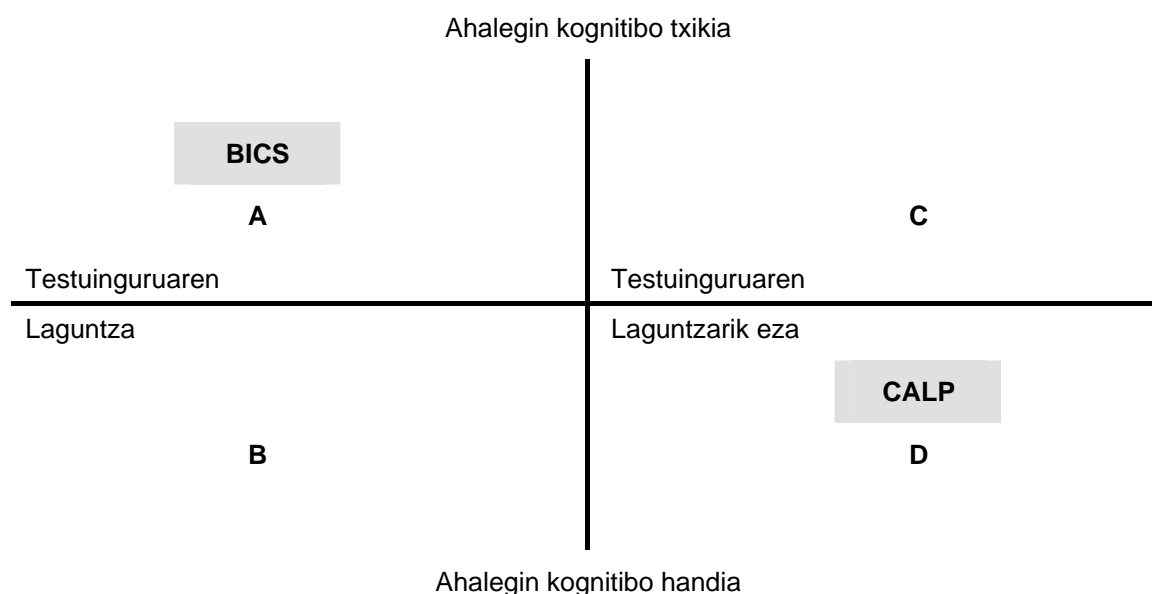 Ahalegin kognitibo txikia
BICS
A
C
Testuinguruaren
Testuinguruaren
Laguntza
Laguntzarik eza
CALP
B
D
Ahalegin kognitibo handia